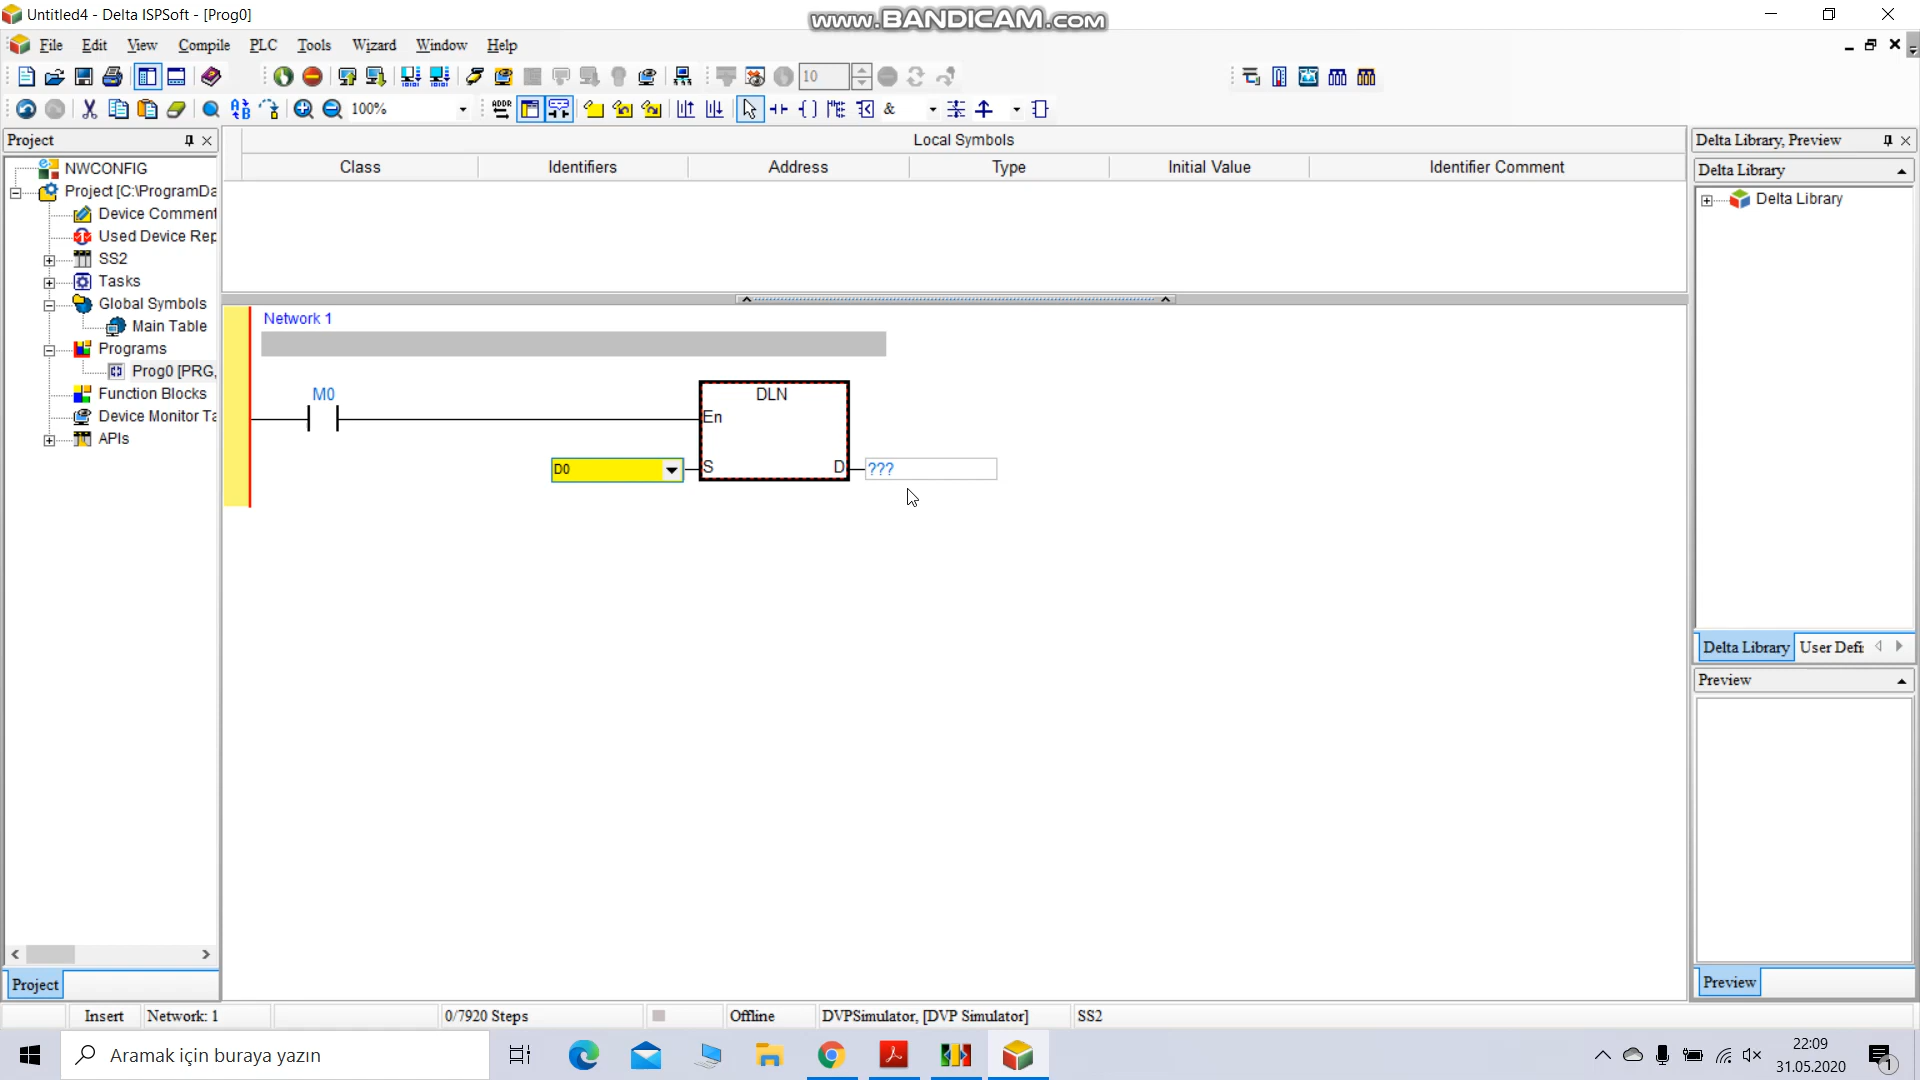 Untitled4 - Delta ISPSoft - [Prog0]
www.BANDICAM.com
File Edit View Compile PLC Tools Wizard Window Help
10
100%
ADDR
&
Project
NWCONFIG
Project [C:\ProgramDa
Device Comment
Used Device Rep
SS2
Tasks
Global Symbols
Main Table
Programs
Prog0 [PRG,
Function Blocks
Device Monitor Ta
APIs
Project
Local Symbols
Class Identifiers Address Type Initial Value Identifier Comment
Network 1
M0
DLN
En
D0
S
D
???
Delta Library, Preview
Delta Library
Delta Library
Delta Library User Defi
Preview
Preview
Insert Network: 1 0/7920 Steps Offline DVPSimulator, [DVP Simulator] SS2
Aramak için buraya yazın
22:09
31.05.2020
1